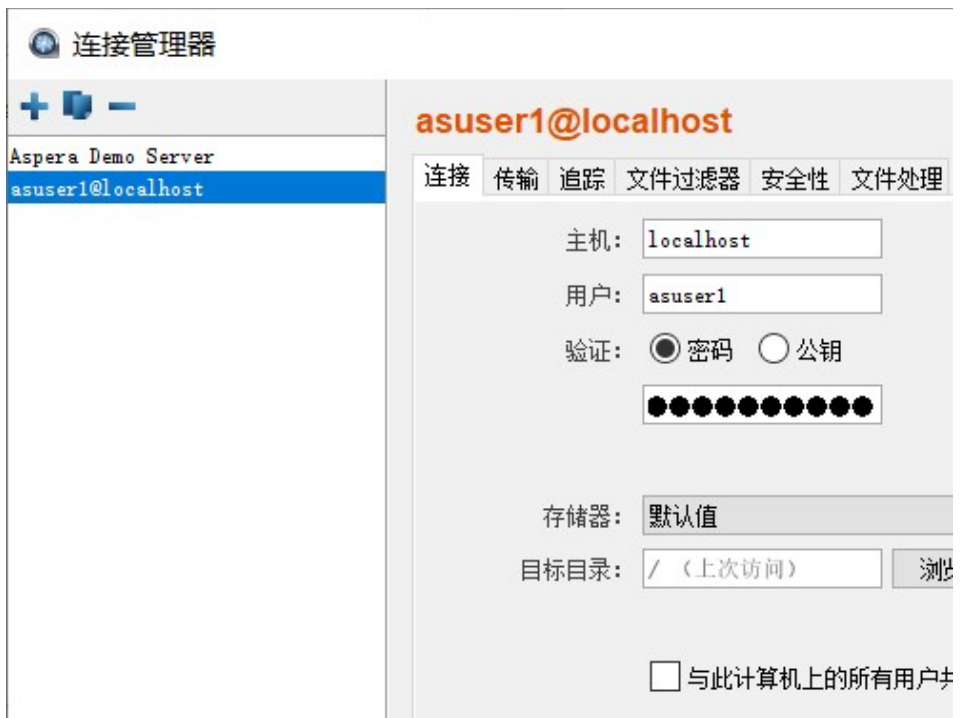 连接管理器
Aspera Demo Server
asuser1@localhost
asuser1@localhost
连接 传输 追踪 文件过滤器 安全性 文件处理
主机： localhost
用户： asuser1
验证： 密码 公钥
存储器： 默认值
目标目录： / （上次访问） 浏览
与此计算机上的所有用户共